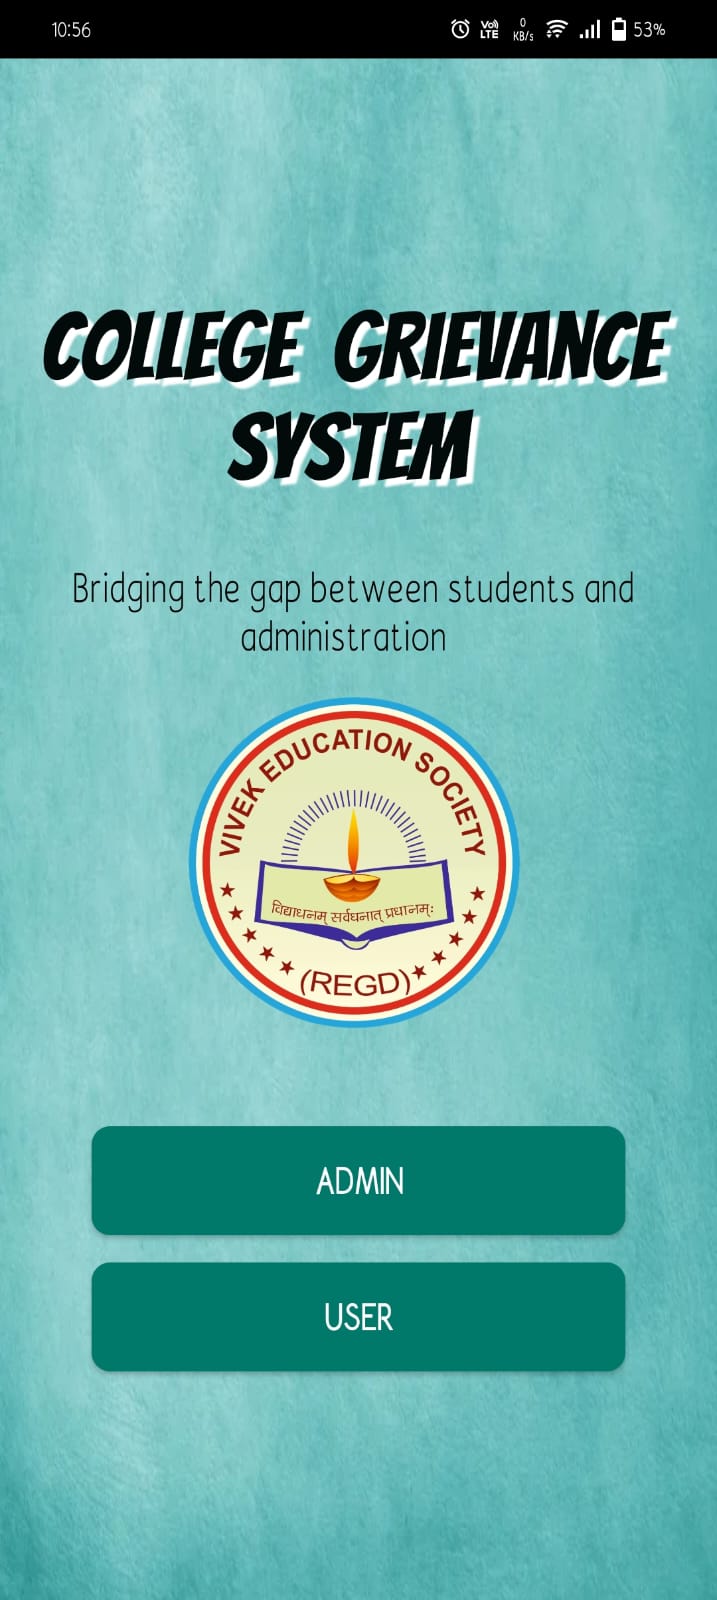 10:56
Vo)) LTE 0 KB/s 53%
COLLEGE GRIEVANCE
SYSTEM
Bridging the gap between students and
administration
VIVEK EDUCATION SOCIETY
विद्याधनम् सर्वधनात् प्रधानम्:
(REGD)
ADMIN
USER